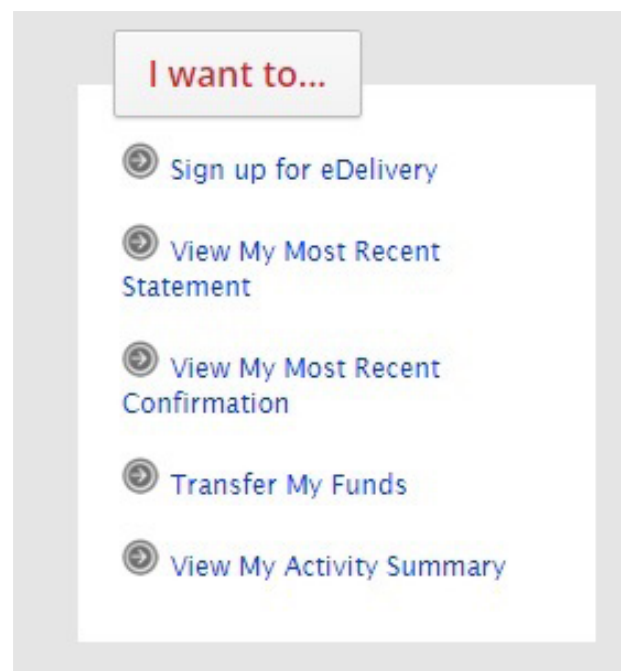 I want to...
Sign up for eDelivery
View My Most Recent
Statement
View My Most Recent
Confirmation
Transfer My Funds
View My Activity Summary